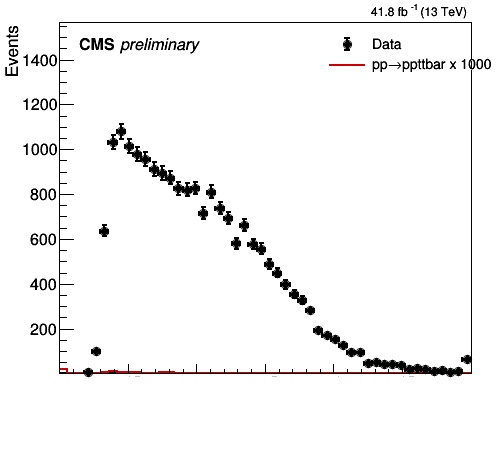 41.8 fb⁻¹ (13 TeV)
Events
CMS preliminary
Data
pp→ppttbar x 1000
1400
1200
1000
800
600
400
200